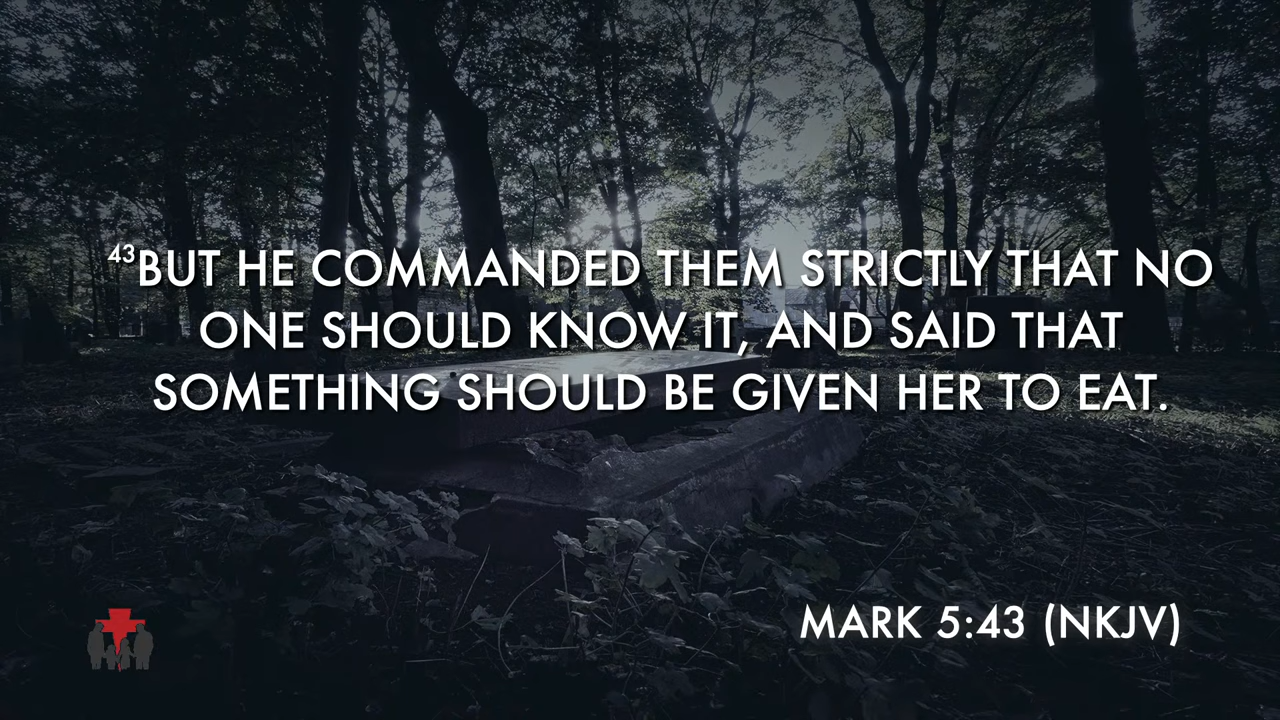 43BUT HE COMMANDED THEM STRICTLY THAT NO
ONE SHOULD KNOW IT, AND SAID THAT
SOMETHING SHOULD BE GIVEN HER TO EAT.
MARK 5:43 (NKJV)